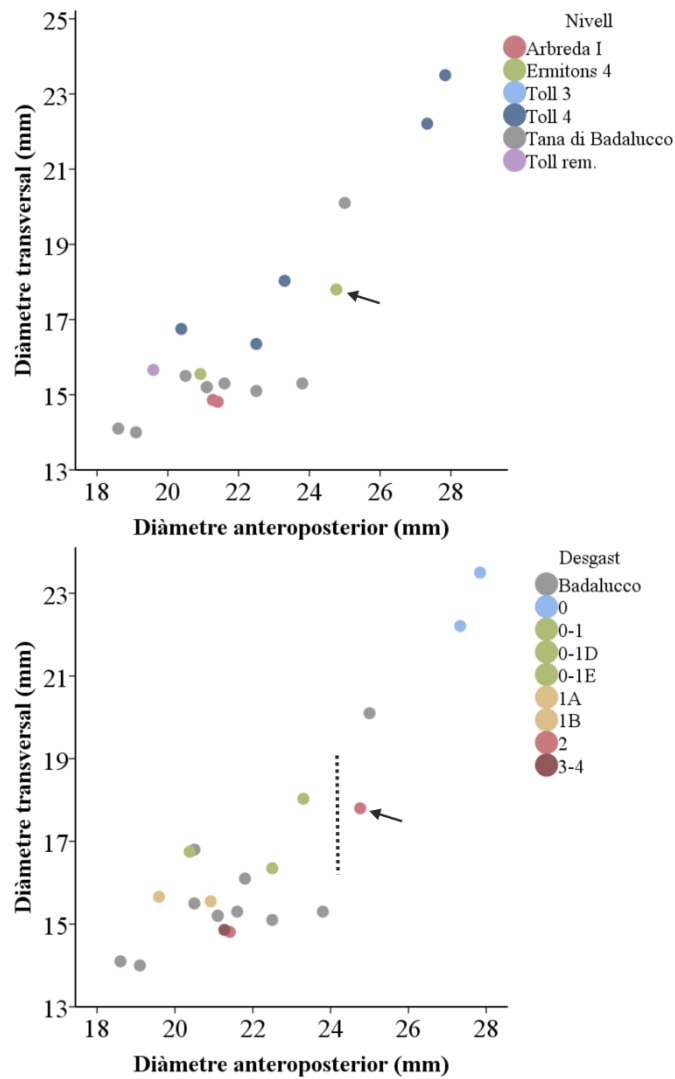 Nivell
Arbreda I
Ermitons 4
Toll 3
Toll 4
Tana di Badalucco
Toll rem.
25
23
21
19
17
15
13
Diàmetre transversal (mm)
18 20 22 24 26 28
Diàmetre anteroposterior (mm)
Desgast
Badalucco
0
0-1
0-1D
0-1E
1A
1B
2
3-4
23
21
19
17
15
13
Diàmetre transversal (mm)
18 20 22 24 26 28
Diàmetre anteroposterior (mm)